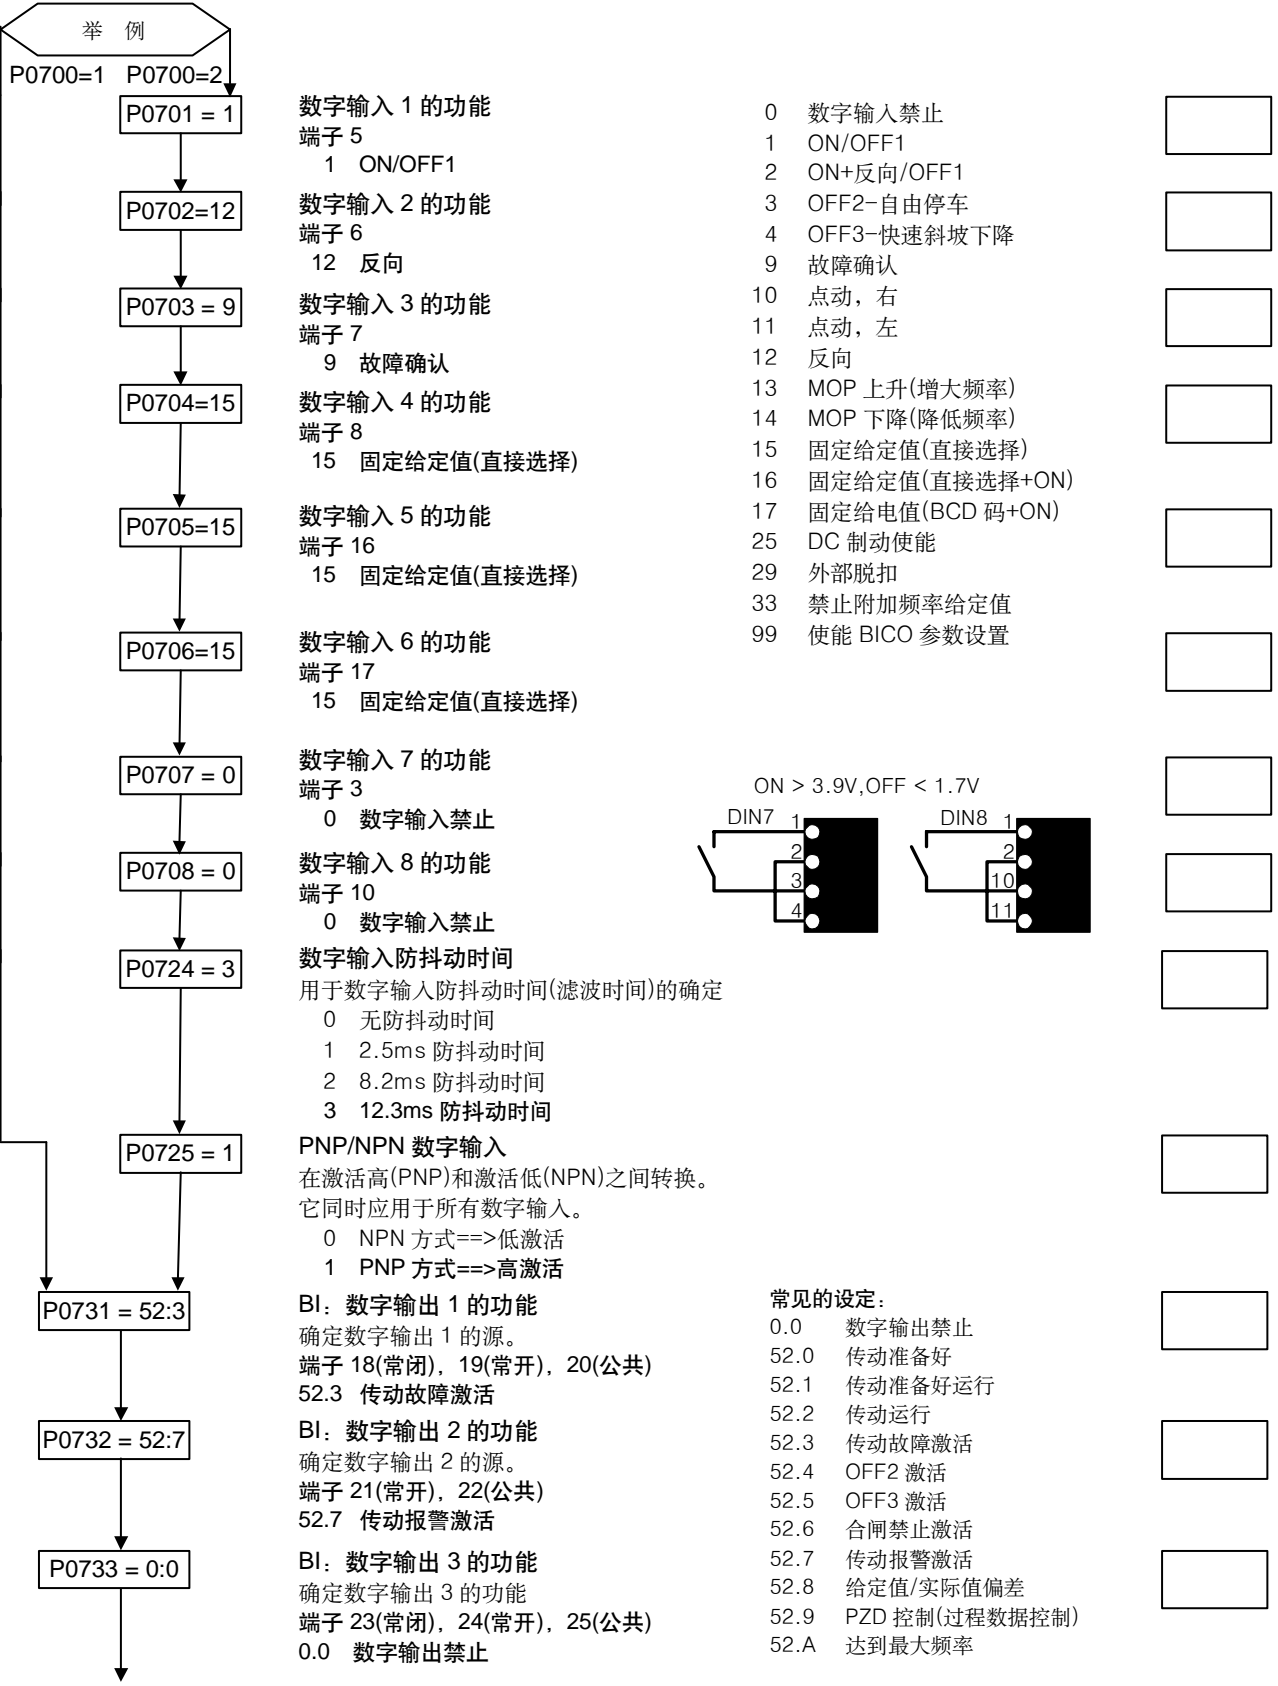 举 例
P0700=1 P0700=2
P0701 = 1
数字输入 1 的功能
端子 5
1 ON/OFF1
P0702=12
数字输入 2 的功能
端子 6
12 反向
P0703 = 9
数字输入 3 的功能
端子 7
9 故障确认
P0704=15
数字输入 4 的功能
端子 8
15 固定给定值(直接选择)
P0705=15
数字输入 5 的功能
端子 16
15 固定给定值(直接选择)
P0706=15
数字输入 6 的功能
端子 17
15 固定给定值(直接选择)
0 数字输入禁止
1 ON/OFF1
2 ON+反向/OFF1
3 OFF2-自由停车
4 OFF3-快速斜坡下降
9 故障确认
10 点动，右
11 点动，左
12 反向
13 MOP 上升(增大频率)
14 MOP 下降(降低频率)
15 固定给定值(直接选择)
16 固定给定值(直接选择+ON)
17 固定给电值(BCD 码+ON)
25 DC 制动使能
29 外部脱扣
33 禁止附加频率给定值
99 使能 BICO 参数设置
P0707 = 0
数字输入 7 的功能
端子 3
0 数字输入禁止
P0708 = 0
数字输入 8 的功能
端子 10
0 数字输入禁止
ON > 3.9V,OFF < 1.7V
DIN7 1
2
3
4
DIN8 1
2
10
11
P0724 = 3
数字输入防抖动时间
用于数字输入防抖动时间(滤波时间)的确定
0 无防抖动时间
1 2.5ms 防抖动时间
2 8.2ms 防抖动时间
3 12.3ms 防抖动时间
P0725 = 1
PNP/NPN 数字输入
在激活高(PNP)和激活低(NPN)之间转换。
它同时应用于所有数字输入。
0 NPN 方式==>低激活
1 PNP 方式==>高激活
P0731 = 52:3
BI：数字输出 1 的功能
确定数字输出 1 的源。
端子 18(常闭)，19(常开)，20(公共)
52.3 传动故障激活
P0732 = 52:7
BI：数字输出 2 的功能
确定数字输出 2 的源。
端子 21(常开)，22(公共)
52.7 传动报警激活
P0733 = 0:0
BI：数字输出 3 的功能
确定数字输出 3 的功能
端子 23(常闭)，24(常开)，25(公共)
0.0 数字输出禁止
常见的设定：
0.0 数字输出禁止
52.0 传动准备好
52.1 传动准备好运行
52.2 传动运行
52.3 传动故障激活
52.4 OFF2 激活
52.5 OFF3 激活
52.6 合闸禁止激活
52.7 传动报警激活
52.8 给定值/实际值偏差
52.9 PZD 控制(过程数据控制)
52.A 达到最大频率